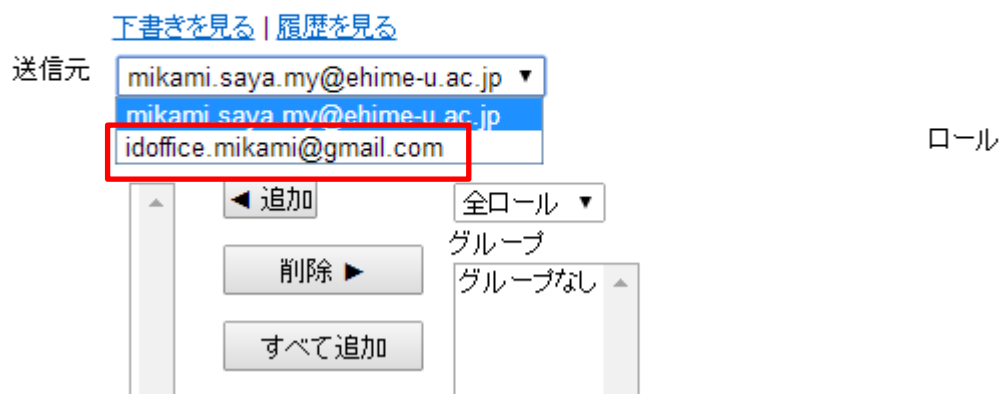 下書きを見る | 履歴を見る
送信元 mikami.saya.my@ehime-u.ac.jp ▼
mikami.saya.my@ehime-u.ac.jp
idoffice.mikami@gmail.com
ロール
◀ 追加 全ロール ▼
グループ
削除 ▶ グループなし
すべて追加